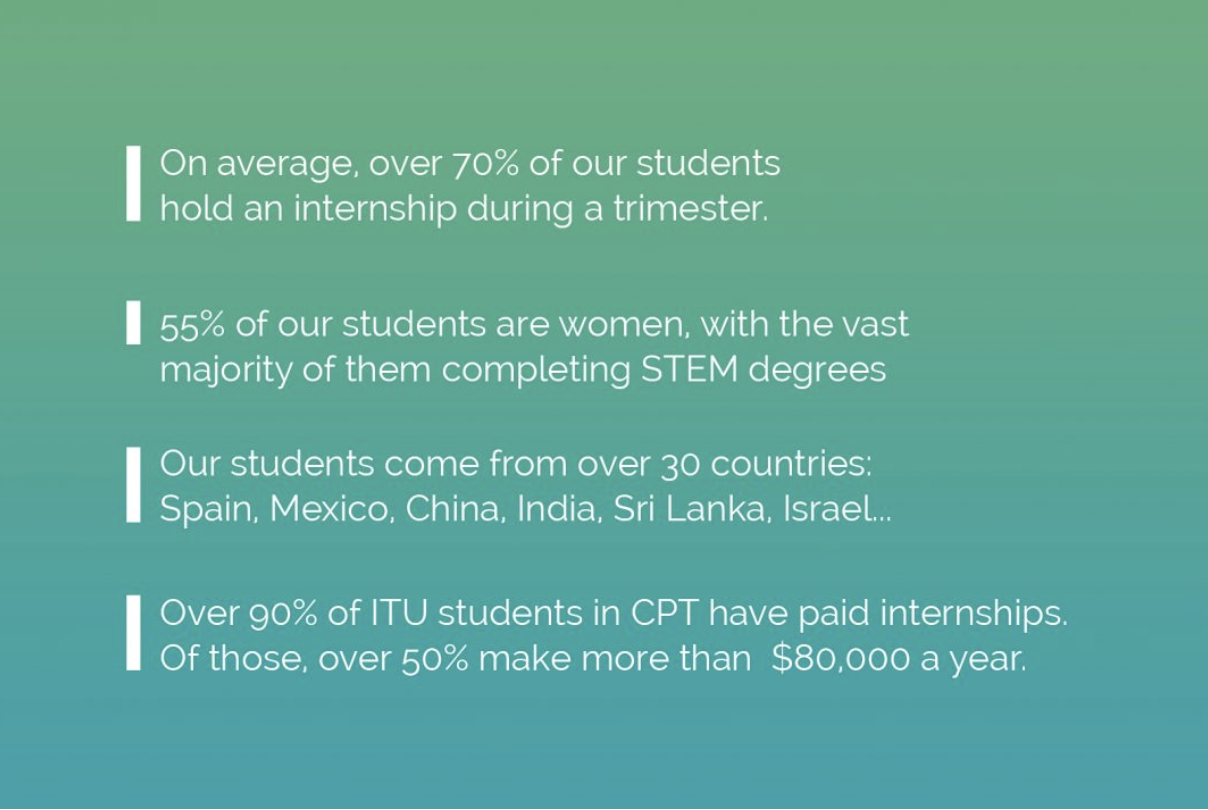 On average, over 70% of our students
hold an internship during a trimester.
55% of our students are women, with the vast
majority of them completing STEM degrees
Our students come from over 30 countries:
Spain, Mexico, China, India, Sri Lanka, Israel...
Over 90% of ITU students in CPT have paid internships.
Of those, over 50% make more than  $80,000 a year.